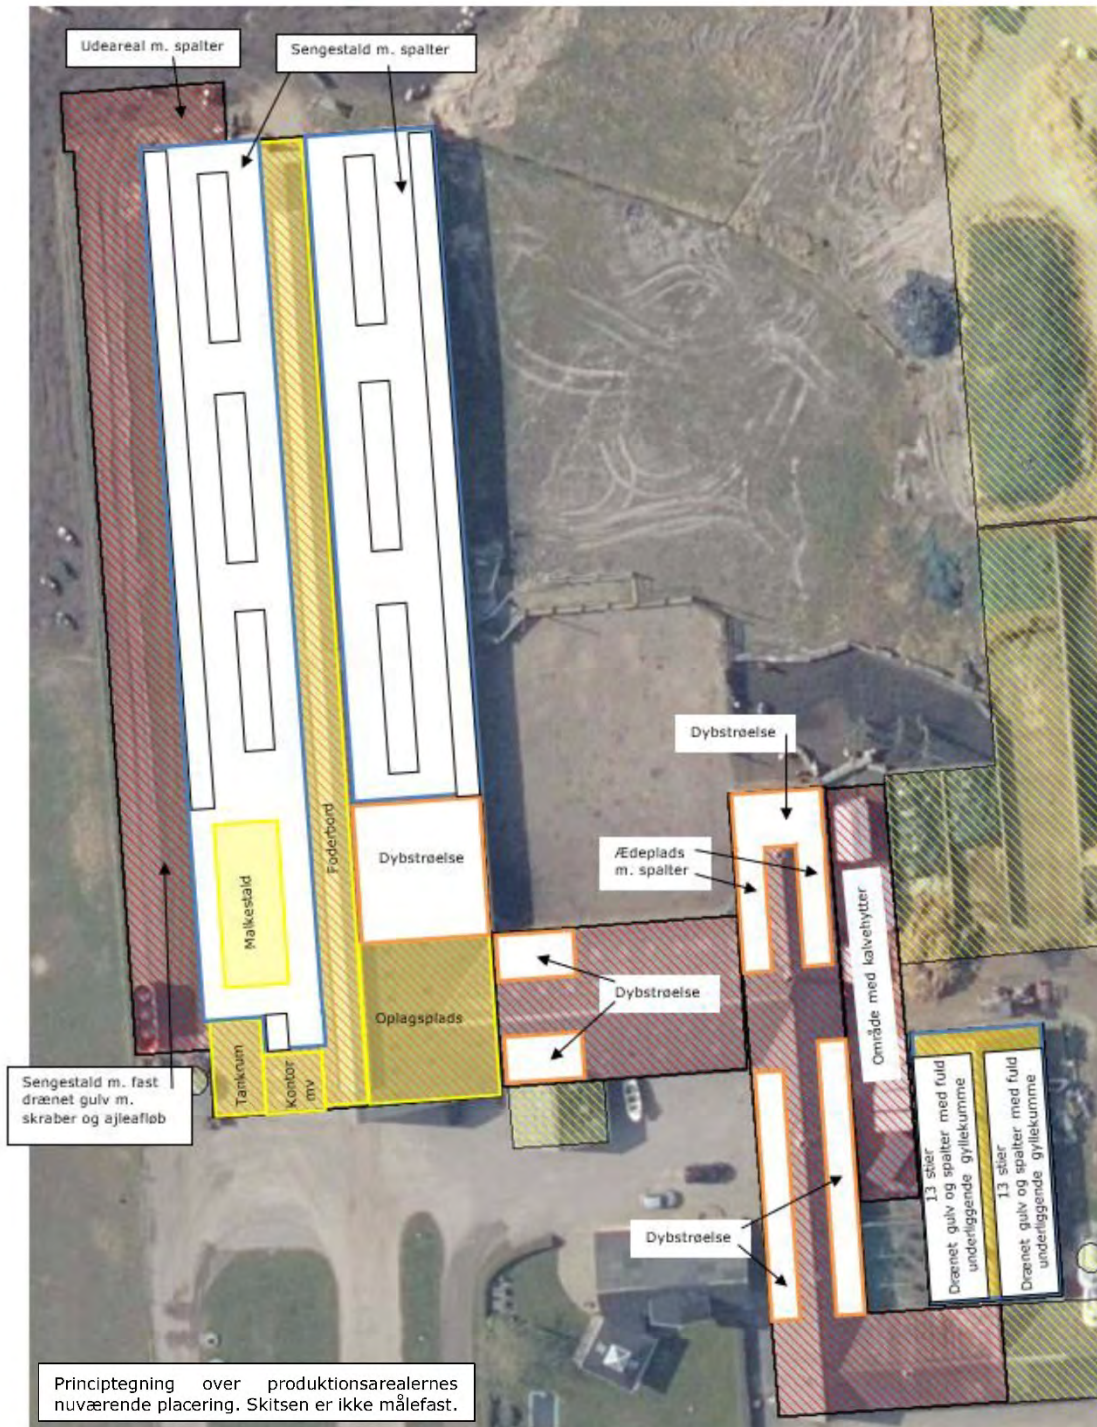 Udeareal m. spalter
Sengestald m. spalter
Dybstrøelse
Ædeplads
m. spalter
Foderbord
Dybstrøelse
Malkestald
Område med kalvehytter
Dybstrøelse
Oplagsplads
Tankrum
Kontor
mv
Sengestald m. fast
drænet gulv m.
skraber og ajleafløb
13 stier
Drænet gulv og spalter med fuld
underliggende gyllekumme
13 stier
Drænet gulv og spalter med fuld
underliggende gyllekumme
Dybstrøelse
Principtegning over produktionsarealernes
nuværende placering. Skitsen er ikke målefast.